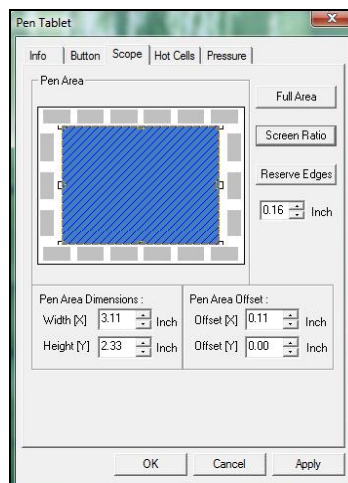 Pen Tablet
x
Info Button Scope Hot Cells Pressure
Pen Area
Full Area
Screen Ratio
Reserve Edges
0.16 Inch
Pen Area Dimensions :
Width [X] 3.11 Inch
Height [Y] 2.33 Inch
Pen Area Offset :
Offset [X] 0.11 Inch
Offset [Y] 0.00 Inch
OK Cancel Apply